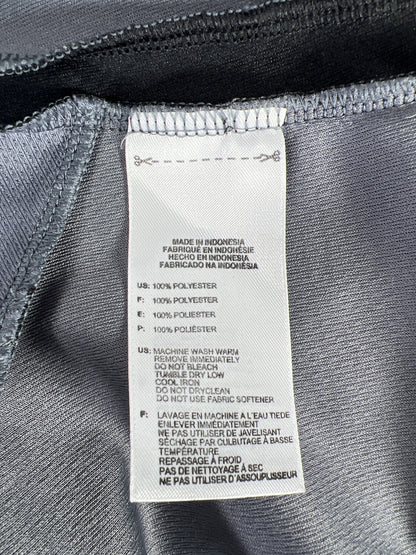 MADE IN INDONESIA
FABRIQUÉ EN INDONÉSIE
HECHO EN INDONESIA
FABRICADO NA INDONÉSIA
US: 100% POLYESTER
F: 100% POLYESTER
E: 100% POLIESTER
P: 100% POLIÉSTER
US: MACHINE WASH WARM
REMOVE IMMEDIATELY
DO NOT BLEACH
TUMBLE DRY LOW
COOL IRON
DO NOT DRYCLEAN
DO NOT USE FABRIC SOFTENER
F: LAVAGE EN MACHINE A L'EAU TIEDE
ENLEVER IMMÉDIATEMENT
NE PAS UTILISER DE JAVELISANT
SÉCHAGE PAR CULBUTAGE À BASSE
TEMPÉRATURE
REPASSAGE À FROID
PAS DE NETTOYAGE À SEC
NE PAS UTILISER D'ASSOUPLISSEUR